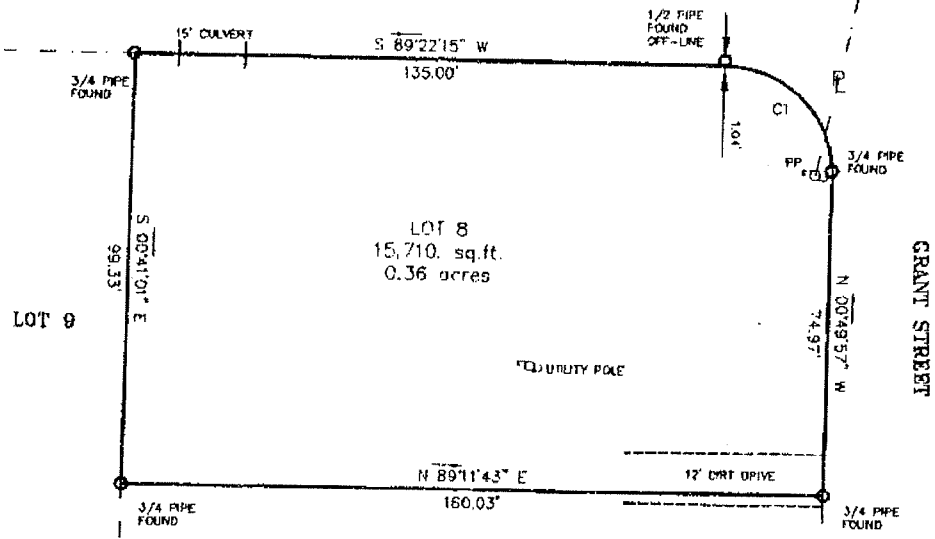 1/2 PIPE
FOUND
OFF-LINE
15' CULVERT
S 89°22'15" W
135.00'
3/4 PIPE
FOUND
PL
C1
1.04'
PP
3/4 PIPE
FOUND
LOT 8
15,710. sq.ft.
0.36 acres
S 00°41'01" E
99.33'
LOT 9
N 00°49'57" W
74.97'
GRANT STREET
UTILITY POLE
N 89°11'43" E
160.03'
12' DIRT DRIVE
3/4 PIPE
FOUND
3/4 PIPE
FOUND